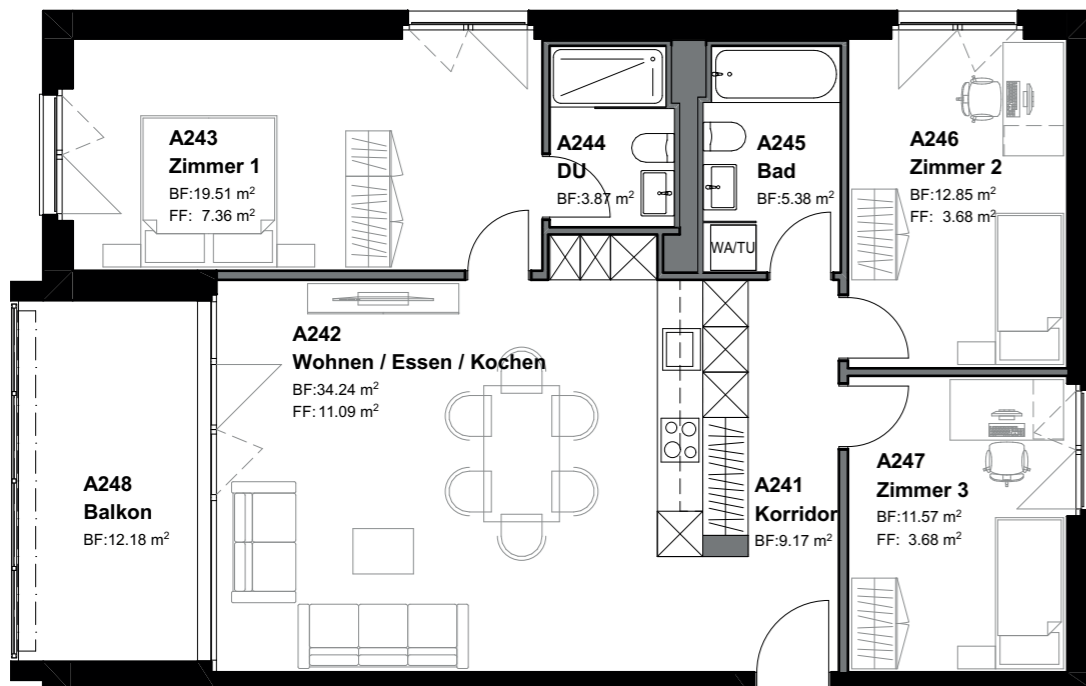 A243
Zimmer 1
BF:19.51 m²
FF: 7.36 m²
A244
DU
BF:3.87 m²
A245
Bad
BF:5.38 m²
WA/TU
A246
Zimmer 2
BF:12.85 m²
FF: 3.68 m²
A242
Wohnen / Essen / Kochen
BF:34.24 m²
FF: 11.09 m²
A248
Balkon
BF:12.18 m²
A241
Korridor
BF:9.17 m²
A247
Zimmer 3
BF:11.57 m²
FF: 3.68 m²